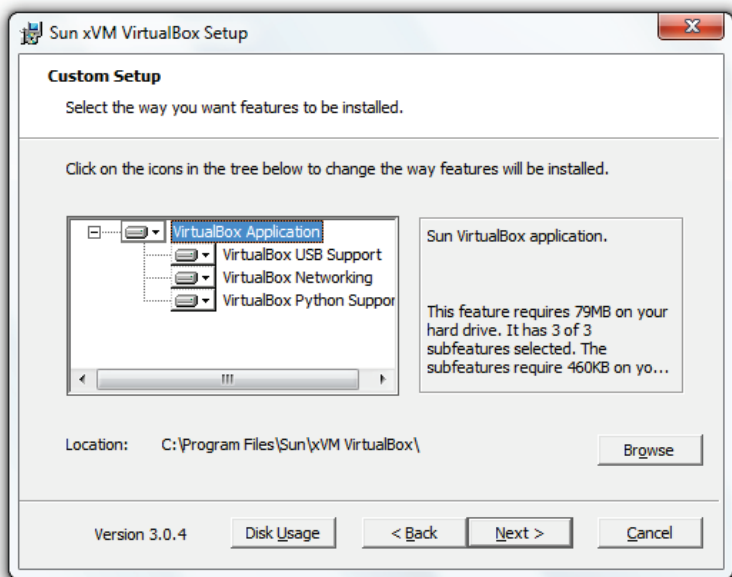 Sun xVM VirtualBox Setup
Custom Setup
Select the way you want features to be installed.
Click on the icons in the tree below to change the way features will be installed.
VirtualBox Application
VirtualBox USB Support
VirtualBox Networking
VirtualBox Python Suppor
Sun VirtualBox application.
This feature requires 79MB on your
hard drive. It has 3 of 3
subfeatures selected. The
subfeatures require 460KB on yo...
Location: C:\Program Files\Sun\xVM VirtualBox\
Browse
Version 3.0.4 Disk Usage < Back Next > Cancel